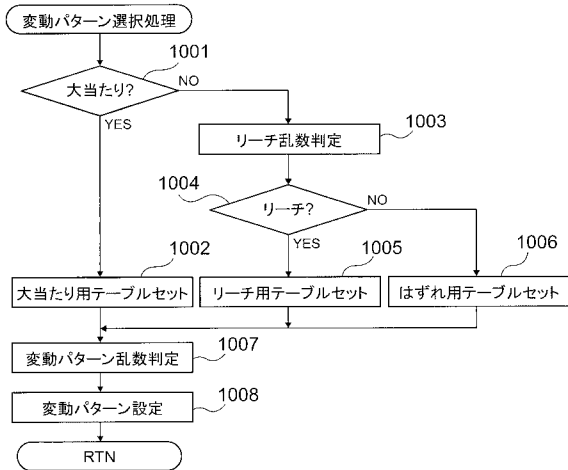 変動パターン選択処理
1001
大当たり?
NO
YES
1003
リーチ乱数判定
1004
リーチ?
NO
YES
1002
1005
1006
大当たり用テーブルセット
リーチ用テーブルセット
はずれ用テーブルセット
1007
変動パターン乱数判定
1008
変動パターン設定
RTN